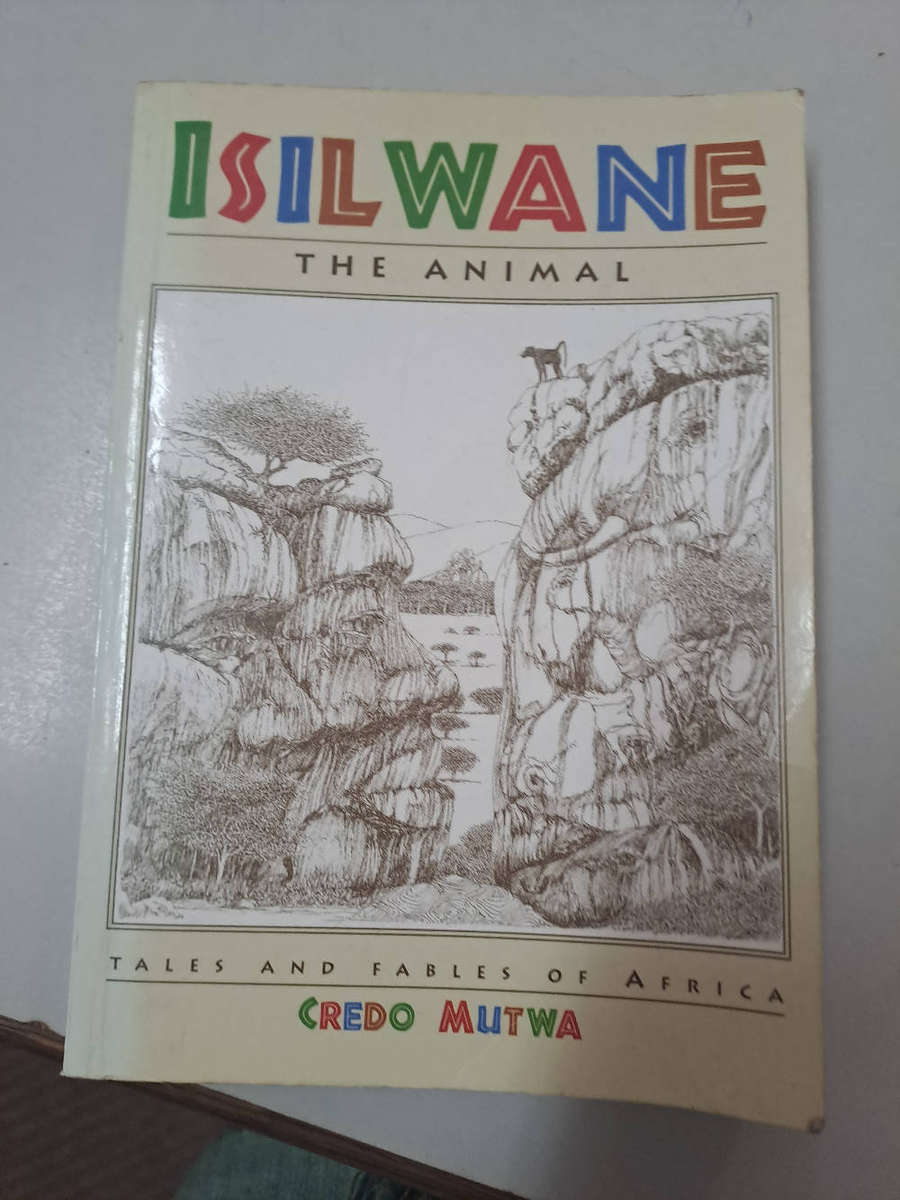 ISILWANE
THE ANIMAL
TALES AND FABLES OF AFRICA
CREDO MUTWA